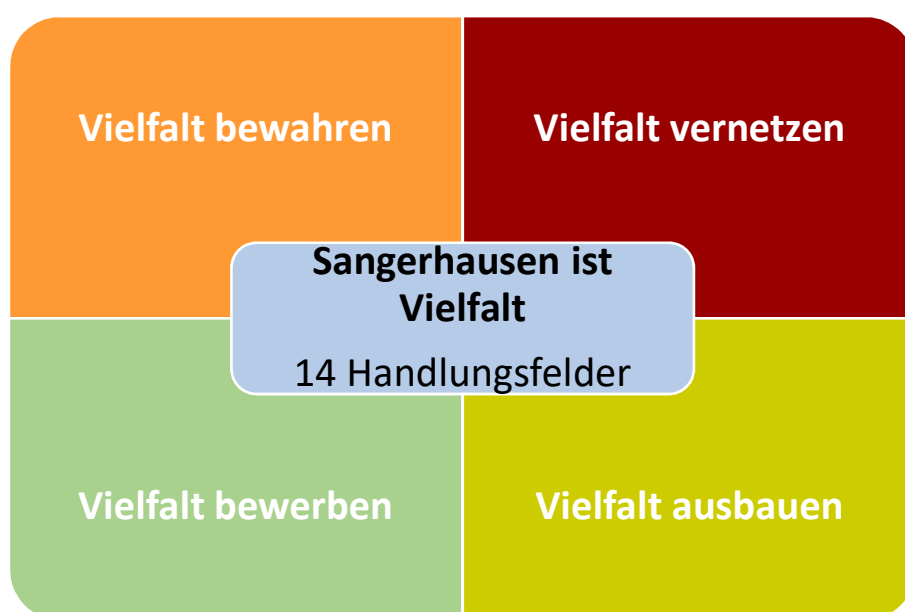 Vielfalt bewahren
Vielfalt vernetzen
Sangerhausen ist
Vielfalt
14 Handlungsfelder
Vielfalt bewerben
Vielfalt ausbauen